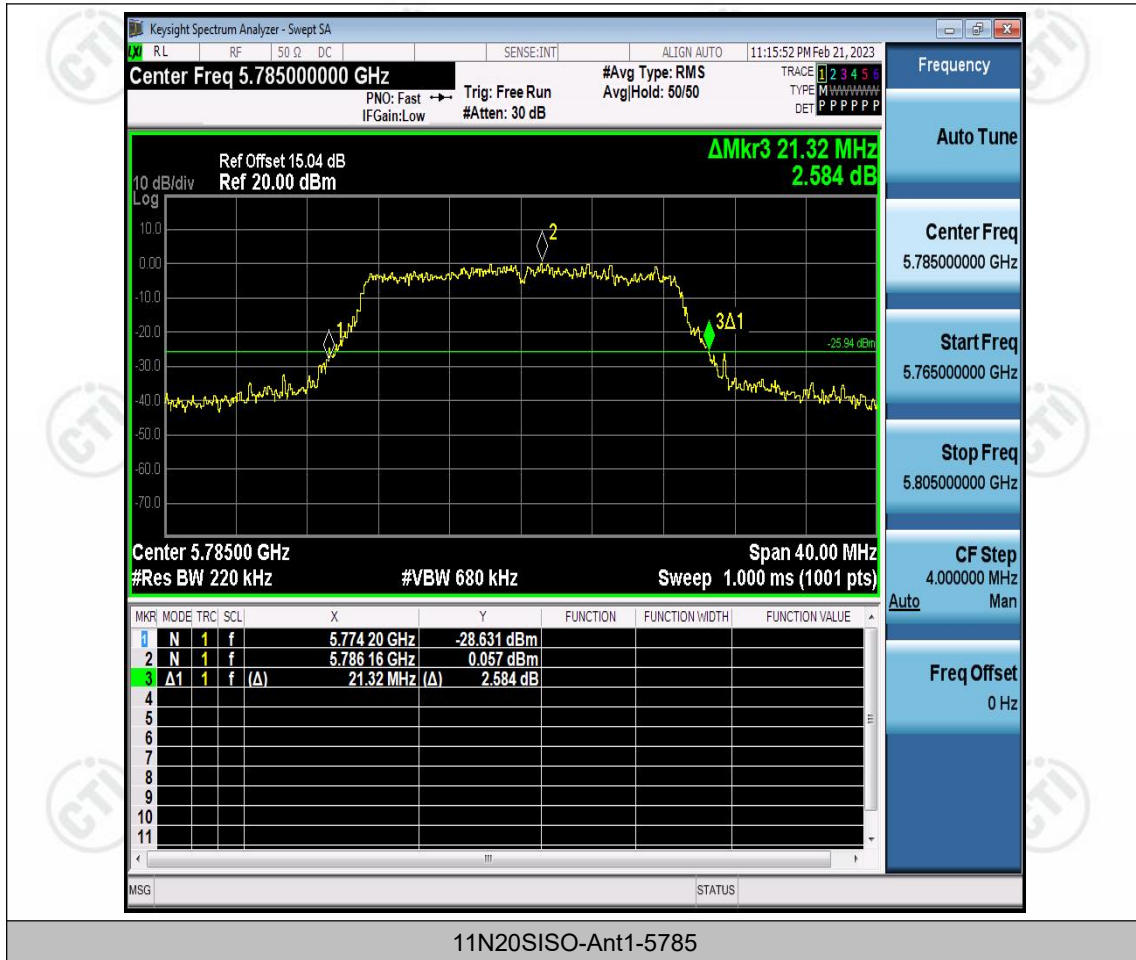 Keysight Spectrum Analyzer - Swept SA
LXI RL RF 50 Ω DC SENSE:INT ALIGN AUTO 11:15:52 PM Feb 21, 2023
Center Freq 5.785000000 GHz
PNO: Fast
IFGain:Low
Trig: Free Run
#Atten: 30 dB
#Avg Type: RMS
Avg|Hold: 50/50
TRACE 1 2 3 4 5 6
TYPE M W W W W W
DET P P P P P P
Frequency
Auto Tune
Center Freq
5.785000000 GHz
Start Freq
5.765000000 GHz
Stop Freq
5.805000000 GHz
CF Step
4.000000 MHz
Auto Man
Freq Offset
0 Hz
ΔMkr3 21.32 MHz
2.584 dB
Ref Offset 15.04 dB
10 dB/div Ref 20.00 dBm
Log
10.0
0.00
-10.0
-20.0
-30.0
-40.0
-50.0
-60.0
-70.0
1
2
3Δ1
-25.94 dBm
Center 5.78500 GHz Span 40.00 MHz
#Res BW 220 kHz #VBW 680 kHz Sweep 1.000 ms (1001 pts)
MKR MODE TRC SCL X Y FUNCTION FUNCTION WIDTH FUNCTION VALUE
1 N 1 f 5.774 20 GHz -28.631 dBm
2 N 1 f 5.786 16 GHz 0.057 dBm
3 Δ1 1 f (Δ) 21.32 MHz (Δ) 2.584 dB
4
5
6
7
8
9
10
11
MSG STATUS
11N20SISO-Ant1-5785
CTI
CTI
CTI
CTI
CTI
CTI